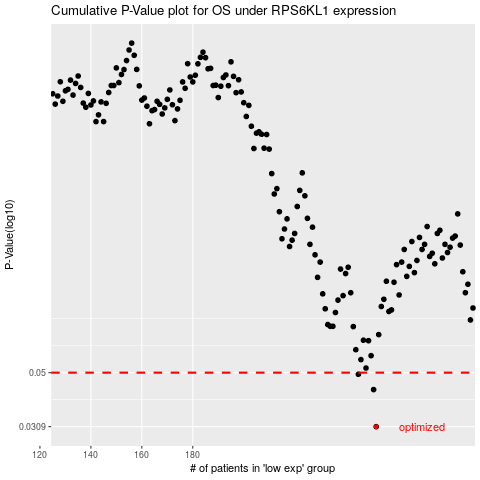 Cumulative P-Value plot for OS under RPS6KL1 expression
P-Value(log10)
0.05
0.0309
optimized
120 140 160 180
# of patients in 'low exp' group